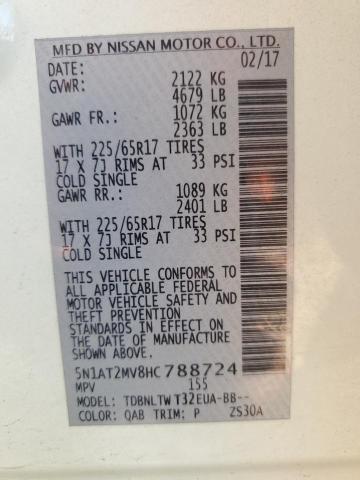 MFD BY NISSAN MOTOR CO., LTD.
DATE: 02/17
GVWR: 2122 KG
4679 LB
GAWR FR.: 1072 KG
2363 LB
WITH 225/65R17 TIRES
17 X 7J RIMS AT 33 PSI
COLD SINGLE
GAWR RR.: 1089 KG
2401 LB
WITH 225/65R17 TIRES
17 X 7J RIMS AT 33 PSI
COLD SINGLE
THIS VEHICLE CONFORMS TO
ALL APPLICABLE FEDERAL
MOTOR VEHICLE SAFETY AND
THEFT PREVENTION
STANDARDS IN EFFECT ON
THE DATE OF MANUFACTURE
SHOWN ABOVE.
5N1AT2MV8HC788724
MPV 155
MODEL: TDBNLTWT32EUA-BB--
COLOR: QAB TRIM: P ZS30A